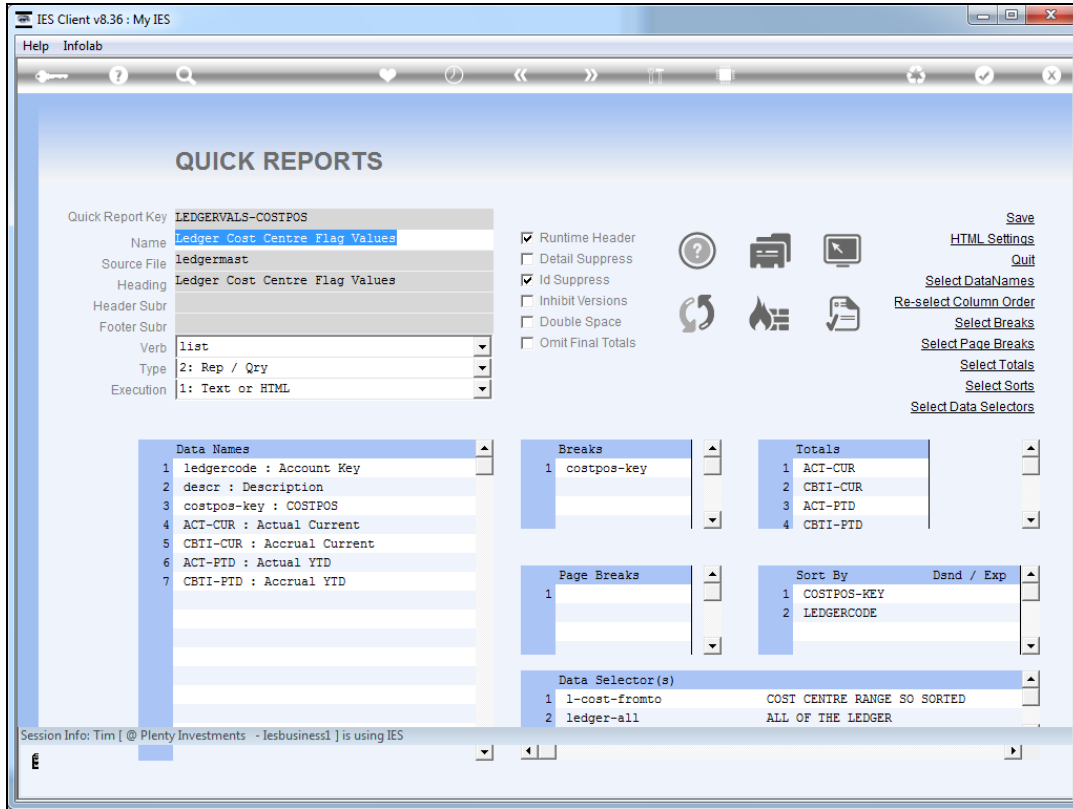 IES Client v8.36 : My IES
Help Infolab
QUICK REPORTS
Quick Report Key LEDGERVALS-COSTPOS
Name Ledger Cost Centre Flag Values
Source File ledgermast
Heading Ledger Cost Centre Flag Values
Header Subr
Footer Subr
Verb list
Type 2: Rep / Qry
Execution 1: Text or HTML
Runtime Header
Detail Suppress
Id Suppress
Inhibit Versions
Double Space
Omit Final Totals
Save
HTML Settings
Quit
Select DataNames
Re-select Column Order
Select Breaks
Select Page Breaks
Select Totals
Select Sorts
Select Data Selectors
Data Names
1 ledgercode : Account Key
2 descr : Description
3 costpos-key : COSTPOS
4 ACT-CUR : Actual Current
5 CBTI-CUR : Accrual Current
6 ACT-PTD : Actual YTD
7 CBTI-PTD : Accrual YTD
Breaks
1 costpos-key
Totals
1 ACT-CUR
2 CBTI-CUR
3 ACT-PTD
4 CBTI-PTD
Page Breaks
1
Sort By Dsnd / Exp
1 COSTPOS-KEY
2 LEDGERCODE
Data Selector(s)
1 l-cost-fromto COST CENTRE RANGE SO SORTED
2 ledger-all ALL OF THE LEDGER
Session Info: Tim [ @ Plenty Investments - Iesbusiness1 ] is using IES